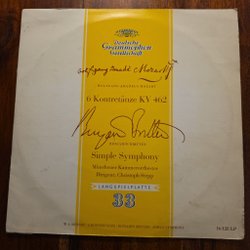 Deutsche
Grammophon
Gesellschaft
Wolfgang Amadé Mozart
WOLFGANG AMADEUS MOZART
6 Kontretänze KV 462
Benjamin Britten
BENJAMIN BRITTEN
Simple Symphony
Münchener Kammerorchester
Dirigent: Christoph Stepp
LANGSPIELPLATTE
33